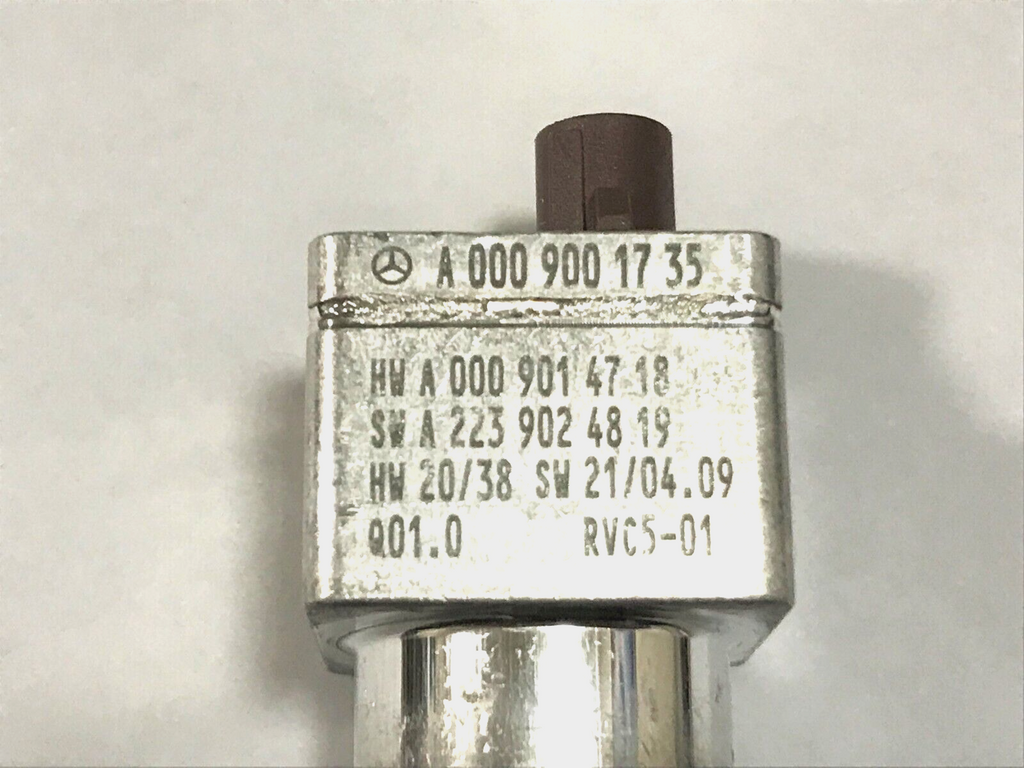 A 000 900 17 35
HW A 000 901 47 18
SW A 223 902 48 19
HW 20/38 SW 21/04.09
Q01.0 RVC5-01